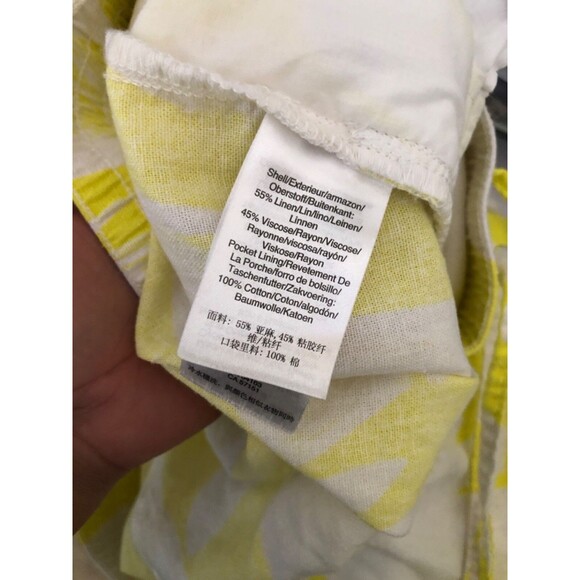 Shell/Exterieur/armazon/
Oberstoff/Buitenkant:
55% Linen/Lin/lino/Leinen/
Linnen
45% Viscose/Rayon/Viscose/
Rayonne/viscosa/rayón/
Viskose/Rayon
Pocket Lining/Revetement De
La Porche/forro de bolsillo/
Taschenfutter/Zakvoering:
100% Cotton/Coton/algodón/
Baumwolle/Katoen
面料: 55% 亚麻,45% 粘胶纤
维/粘纤
口袋里料:100% 棉
CA 57151